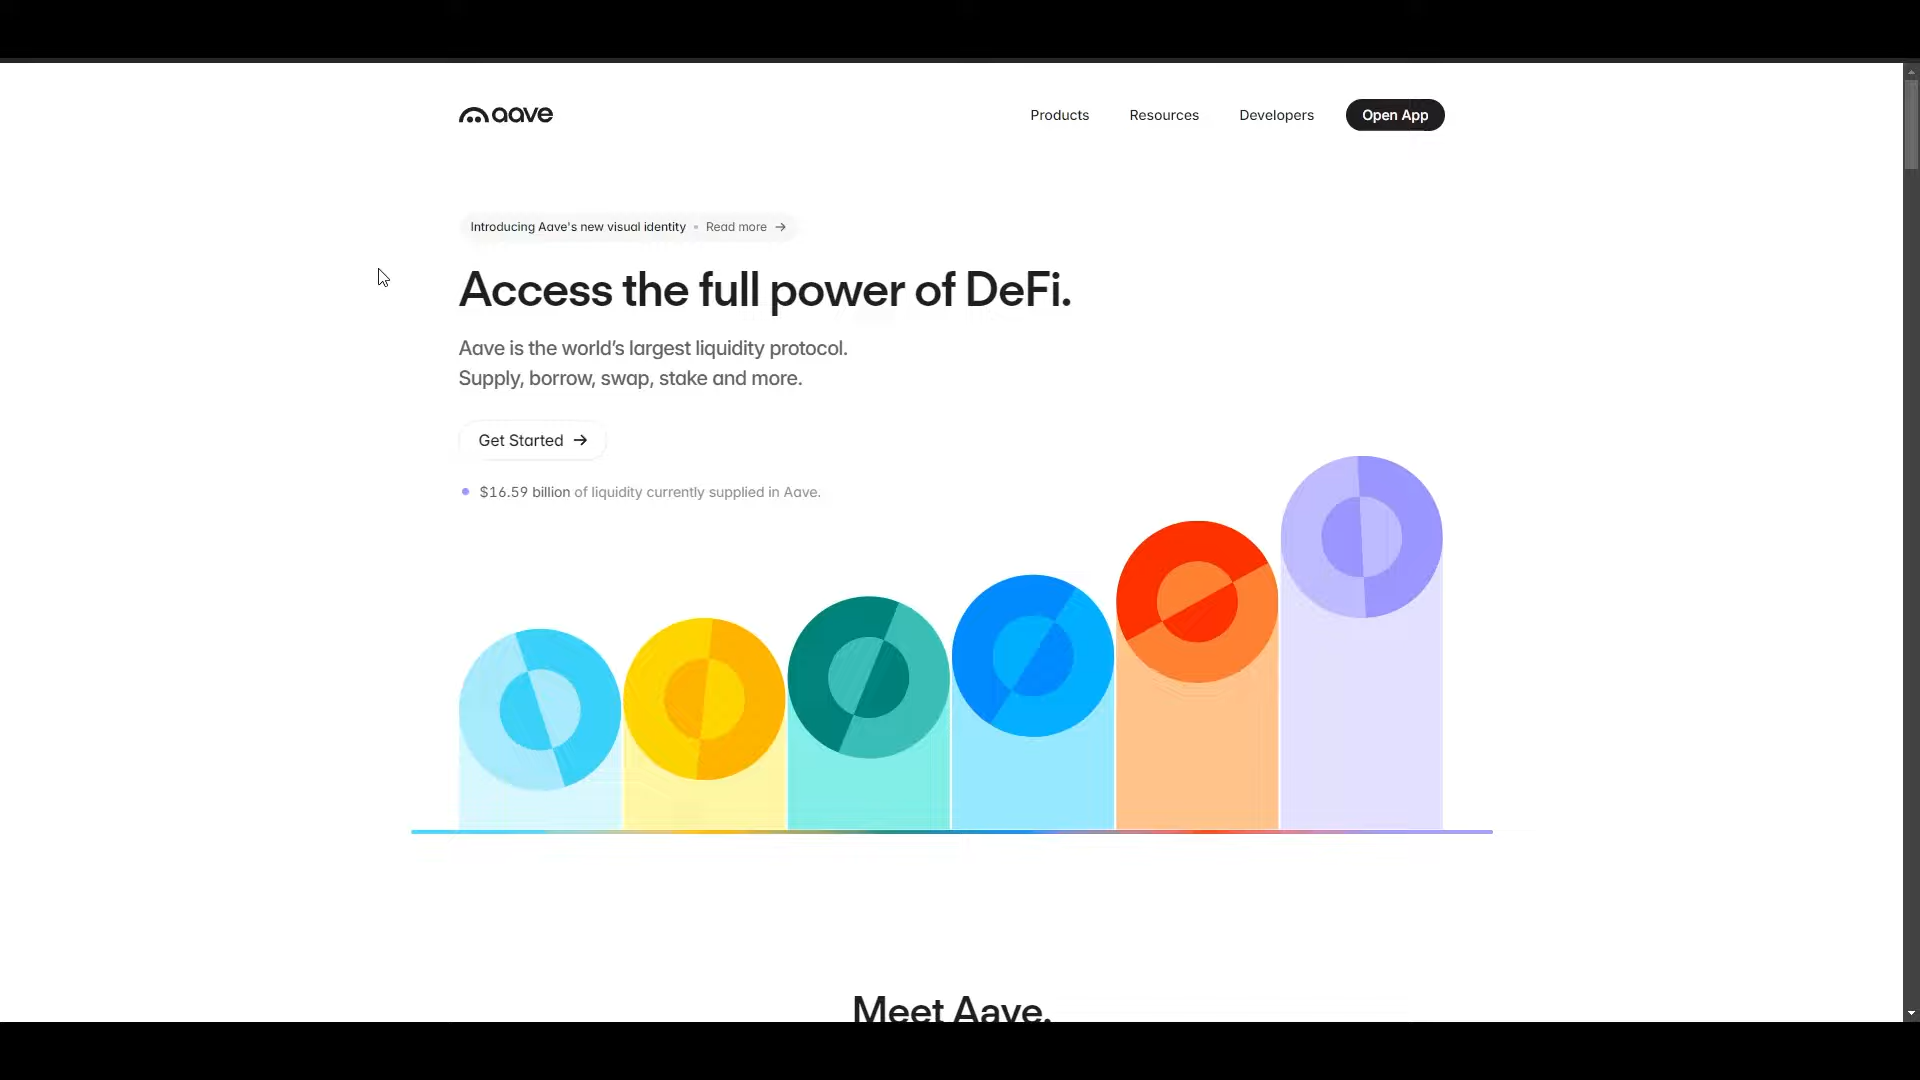 aave
Products
Resources
Developers
Open App
Introducing Aave's new visual identity • Read more →
Access the full power of DeFi.
Aave is the world's largest liquidity protocol.
Supply, borrow, swap, stake and more.
Get Started →
$16.59 billion of liquidity currently supplied in Aave.
Meet Aave.